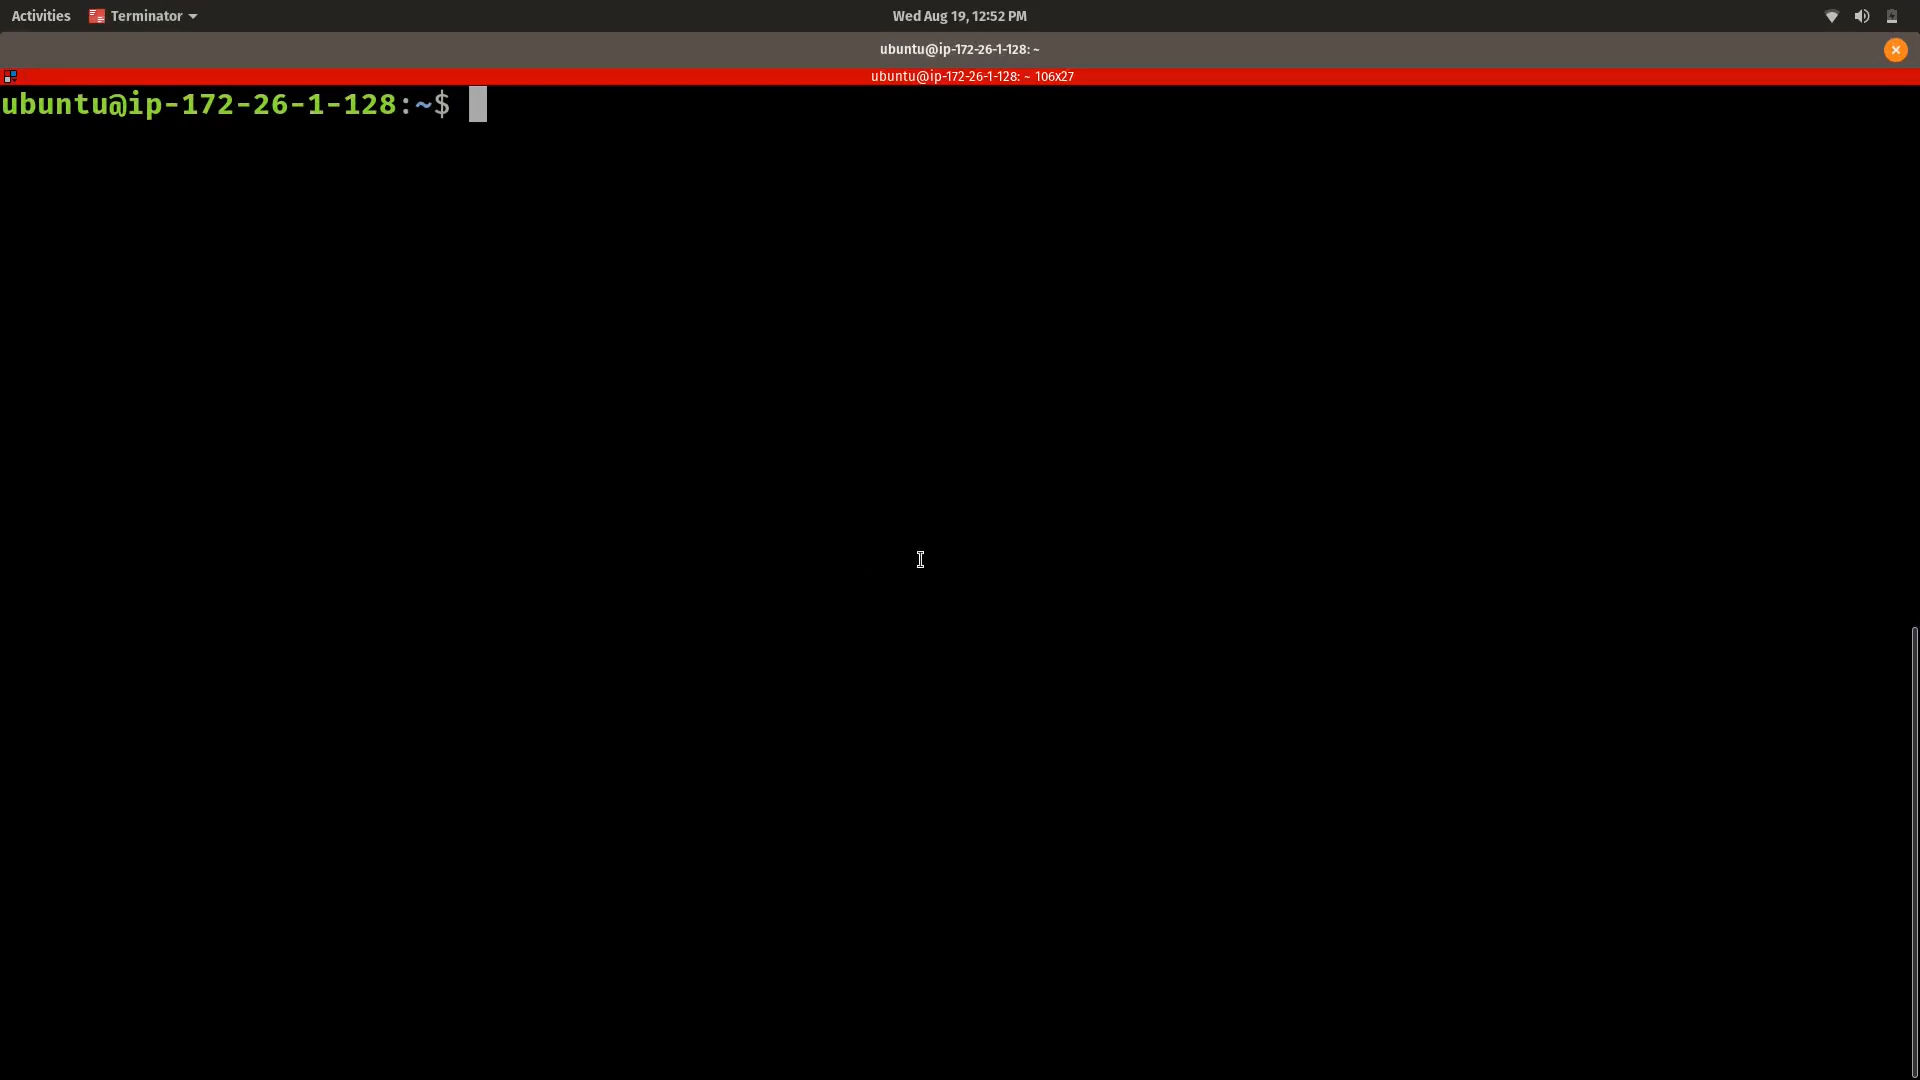 Activities Terminator Wed Aug 19, 12:52 PM
ubuntu@ip-172-26-1-128: ~
ubuntu@ip-172-26-1-128: ~ 106x27
ubuntu@ip-172-26-1-128:~$